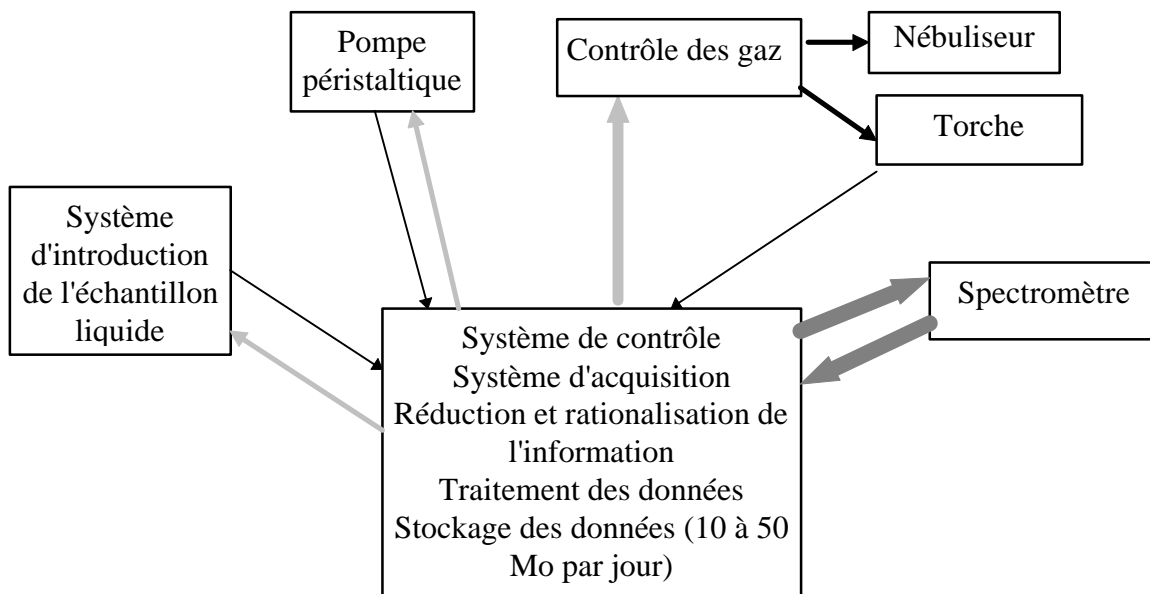 Pompe
péristaltique
Contrôle des gaz
Nébuliseur
Torche
Système
d'introduction
de l'échantillon
liquide
Spectromètre
Système de contrôle
Système d'acquisition
Réduction et rationalisation de
l'information
Traitement des données
Stockage des données (10 à 50
Mo par jour)